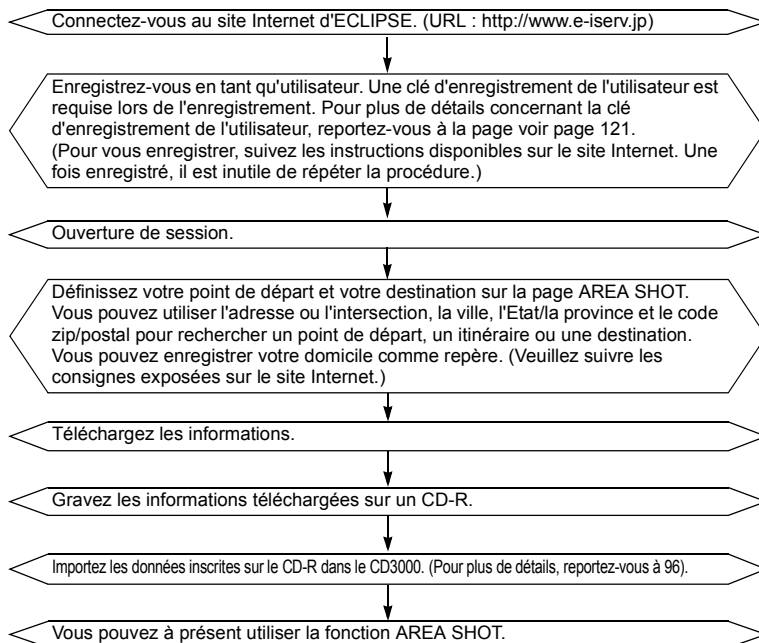 Connectez-vous au site Internet d'ECLIPSE. (URL : http://www.e-iserv.jp)
Enregistrez-vous en tant qu'utilisateur. Une clé d'enregistrement de l'utilisateur est
requise lors de l'enregistrement. Pour plus de détails concernant la clé
d'enregistrement de l'utilisateur, reportez-vous à la page voir page 121.
(Pour vous enregistrer, suivez les instructions disponibles sur le site Internet. Une
fois enregistré, il est inutile de répéter la procédure.)
Ouverture de session.
Définissez votre point de départ et votre destination sur la page AREA SHOT.
Vous pouvez utiliser l'adresse ou l'intersection, la ville, l'Etat/la province et le code
zip/postal pour rechercher un point de départ, un itinéraire ou une destination.
Vous pouvez enregistrer votre domicile comme repère. (Veuillez suivre les
consignes exposées sur le site Internet.)
Téléchargez les informations.
Gravez les informations téléchargées sur un CD-R.
Importez les données inscrites sur le CD-R dans le CD3000. (Pour plus de détails, reportez-vous à 96).
Vous pouvez à présent utiliser la fonction AREA SHOT.